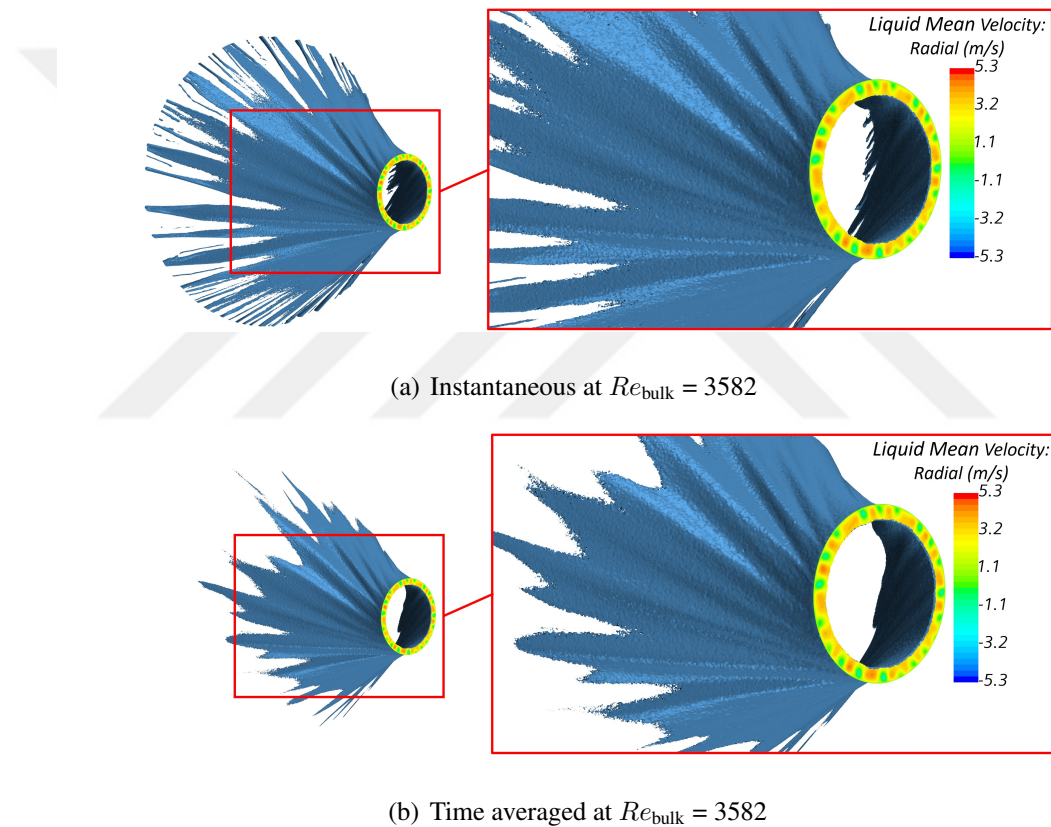 Liquid Mean Velocity:
Radial (m/s)
5.3
3.2
1.1
-1.1
-3.2
-5.3
(a) Instantaneous at Re_bulk = 3582
Liquid Mean Velocity:
Radial (m/s)
5.3
3.2
1.1
-1.1
-3.2
-5.3
(b) Time averaged at Re_bulk = 3582